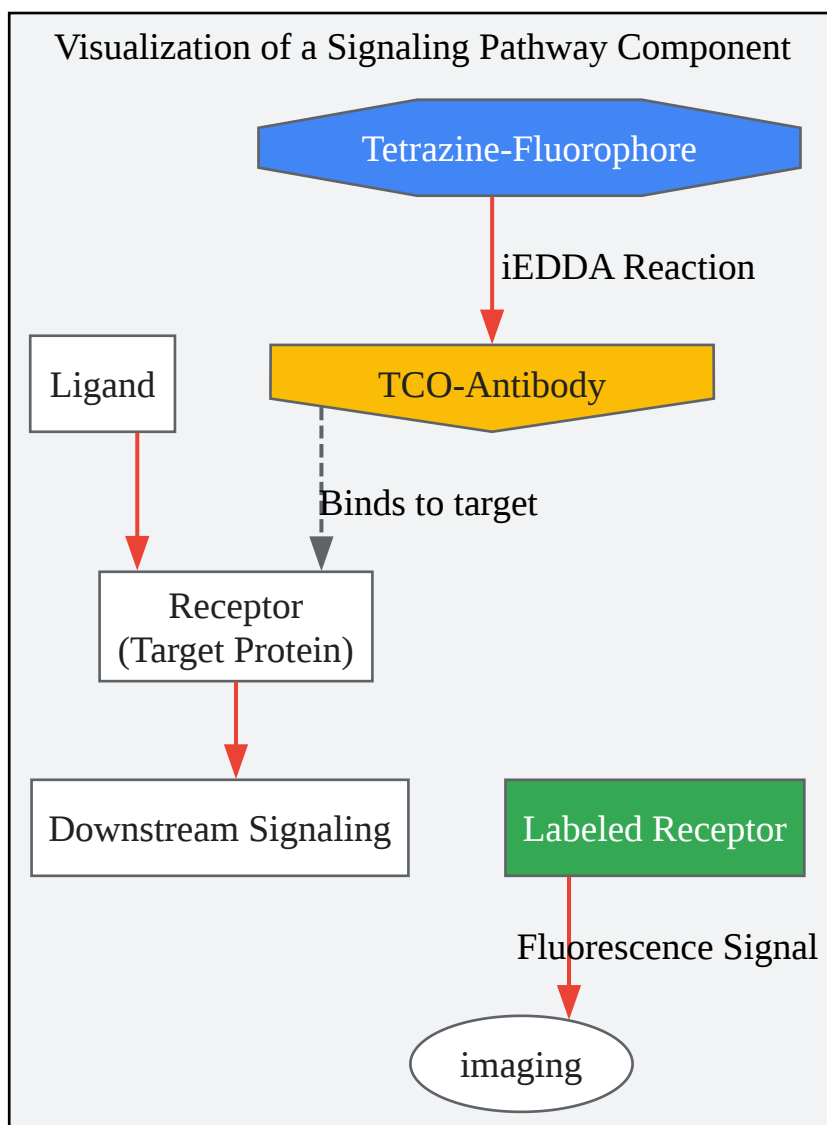 Visualization of a Signaling Pathway Component
Tetrazine-Fluorophore
iEDDA Reaction
Ligand
TCO-Antibody
Binds to target
Receptor
(Target Protein)
Downstream Signaling
Labeled Receptor
Fluorescence Signal
imaging